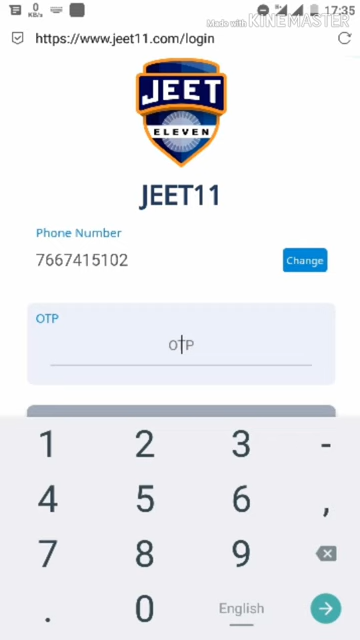 0
KB/s
17:35
Made with KINEMASTER
https://www.jeet11.com/login
JEET
ELEVEN
JEET11
Phone Number
7667415102
Change
OTP
OTP
1 2 3 -
4 5 6 ,
7 8 9
. 0 English